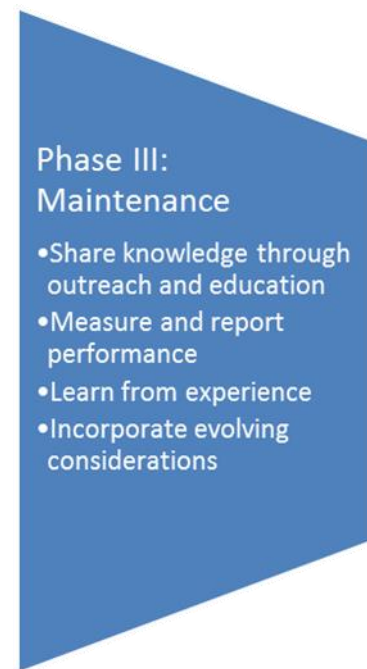 Phase III:
Maintenance
•Share knowledge through
outreach and education
•Measure and report
performance
•Learn from experience
•Incorporate evolving
considerations